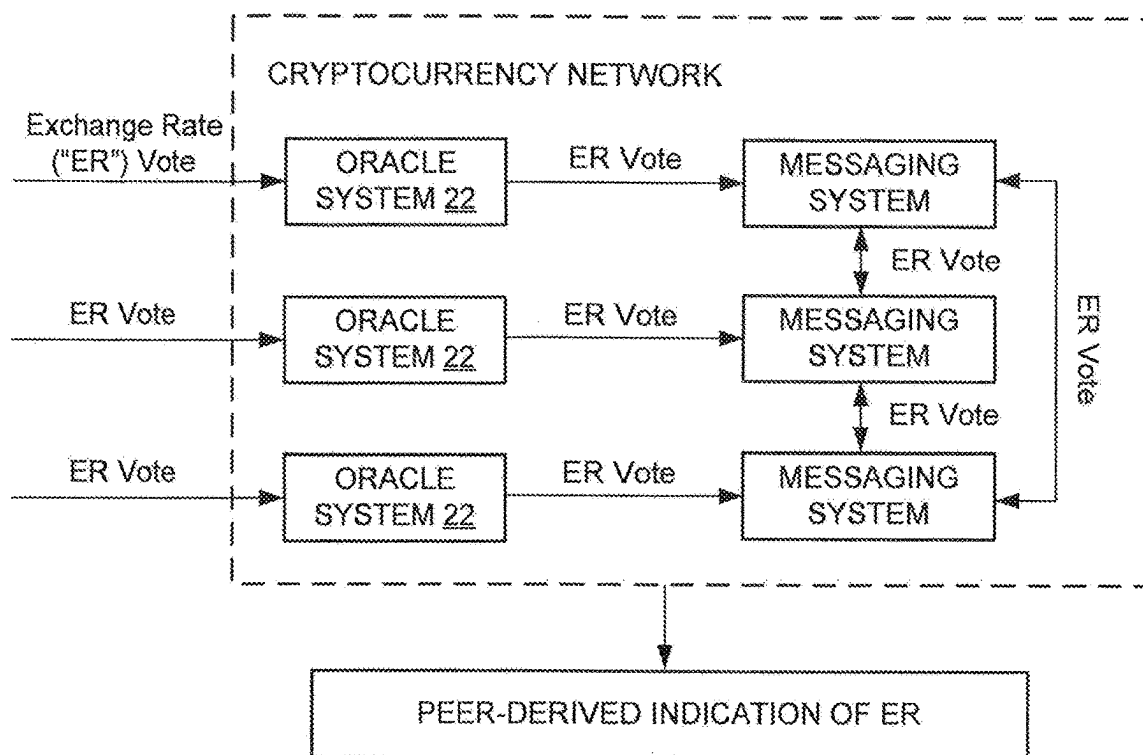 CRYPTOCURRENCY NETWORK
Exchange Rate
("ER") Vote
ORACLE
SYSTEM 22
ER Vote
MESSAGING
SYSTEM
ER Vote
ER Vote
ER Vote
ORACLE
SYSTEM 22
ER Vote
MESSAGING
SYSTEM
ER Vote
ER Vote
ORACLE
SYSTEM 22
ER Vote
MESSAGING
SYSTEM
PEER-DERIVED INDICATION OF ER